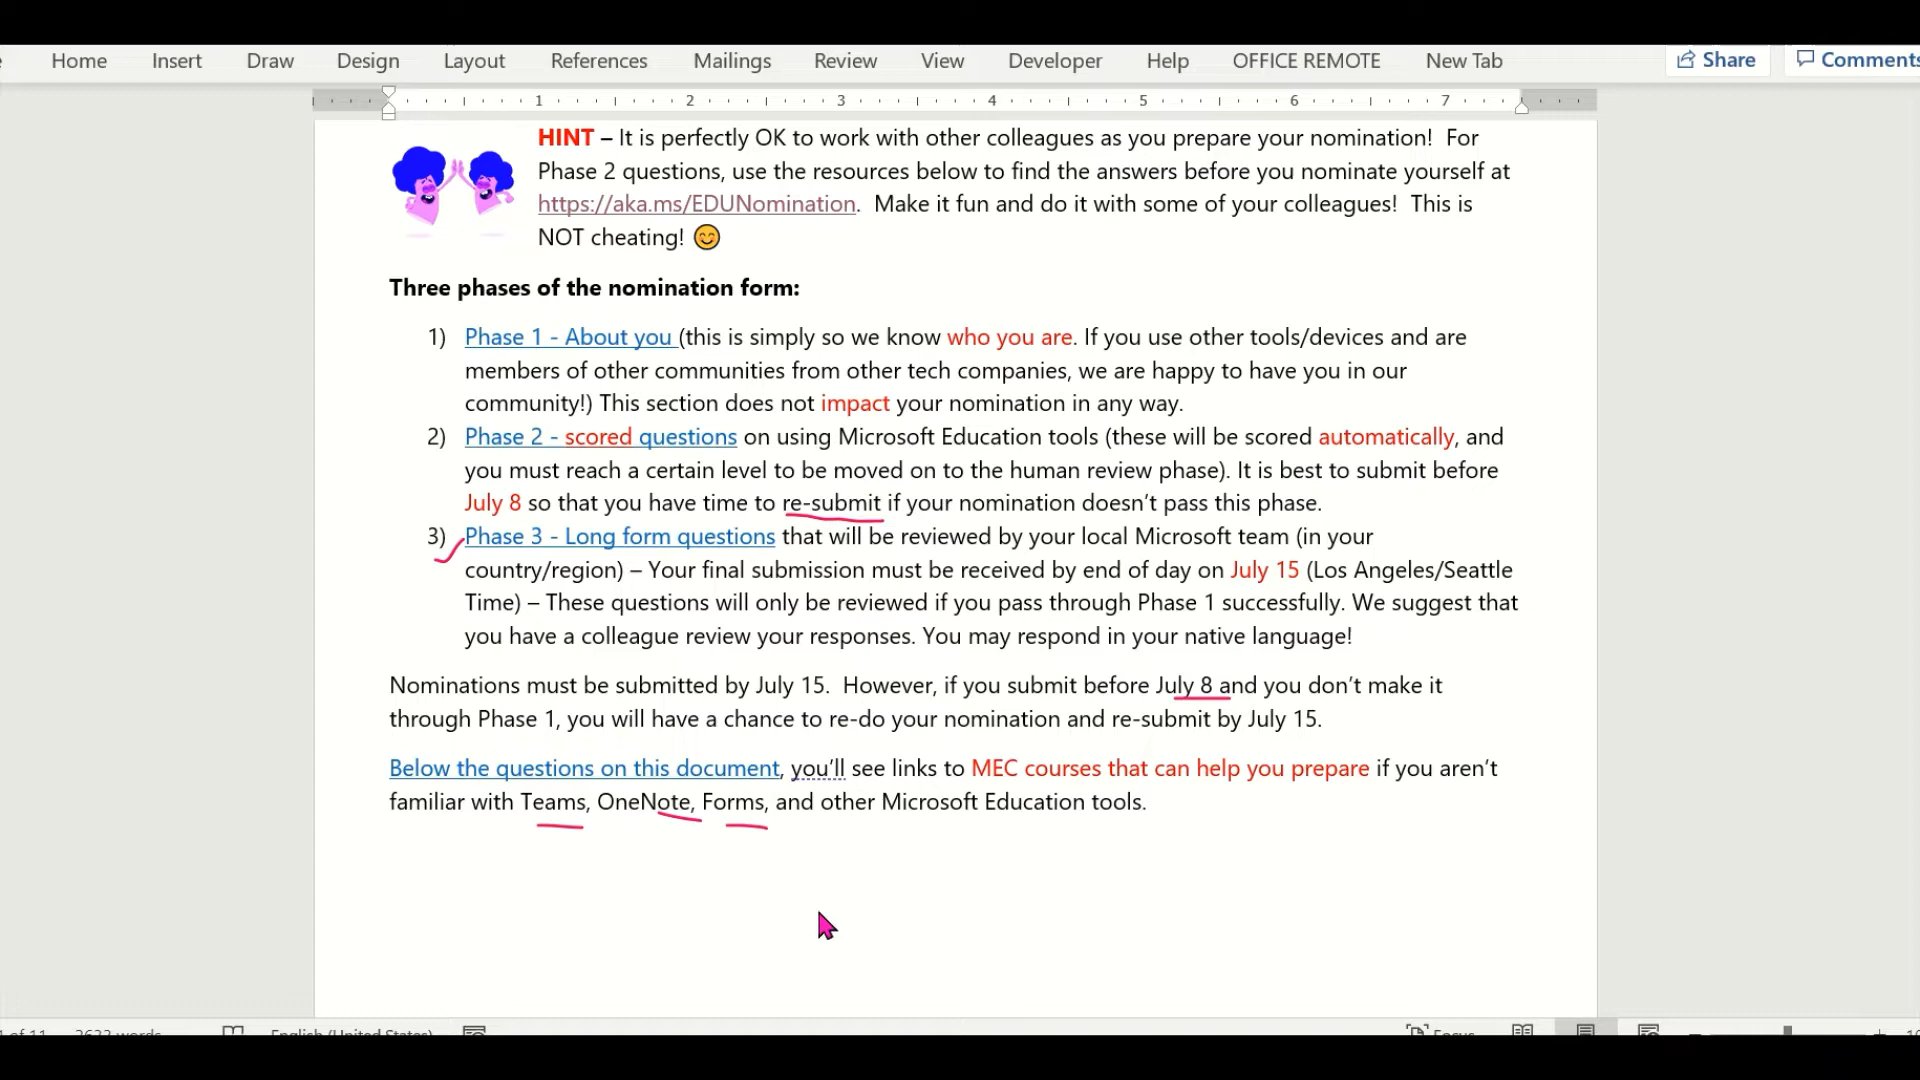 Home Insert Draw Design Layout References Mailings Review View Developer Help OFFICE REMOTE New Tab Share Comments
1 2 3 4 5 6 7
HINT – It is perfectly OK to work with other colleagues as you prepare your nomination! For
Phase 2 questions, use the resources below to find the answers before you nominate yourself at
https://aka.ms/EDUNomination. Make it fun and do it with some of your colleagues! This is
NOT cheating! 😊
Three phases of the nomination form:
1) Phase 1 - About you (this is simply so we know who you are. If you use other tools/devices and are
members of other communities from other tech companies, we are happy to have you in our
community!) This section does not impact your nomination in any way.
2) Phase 2 - scored questions on using Microsoft Education tools (these will be scored automatically, and
you must reach a certain level to be moved on to the human review phase). It is best to submit before
July 8 so that you have time to re-submit if your nomination doesn't pass this phase.
3) Phase 3 - Long form questions that will be reviewed by your local Microsoft team (in your
country/region) – Your final submission must be received by end of day on July 15 (Los Angeles/Seattle
Time) – These questions will only be reviewed if you pass through Phase 1 successfully. We suggest that
you have a colleague review your responses. You may respond in your native language!
Nominations must be submitted by July 15. However, if you submit before July 8 and you don't make it
through Phase 1, you will have a chance to re-do your nomination and re-submit by July 15.
Below the questions on this document, you'll see links to MEC courses that can help you prepare if you aren't
familiar with Teams, OneNote, Forms, and other Microsoft Education tools.
of 11 words English (United States) Focus